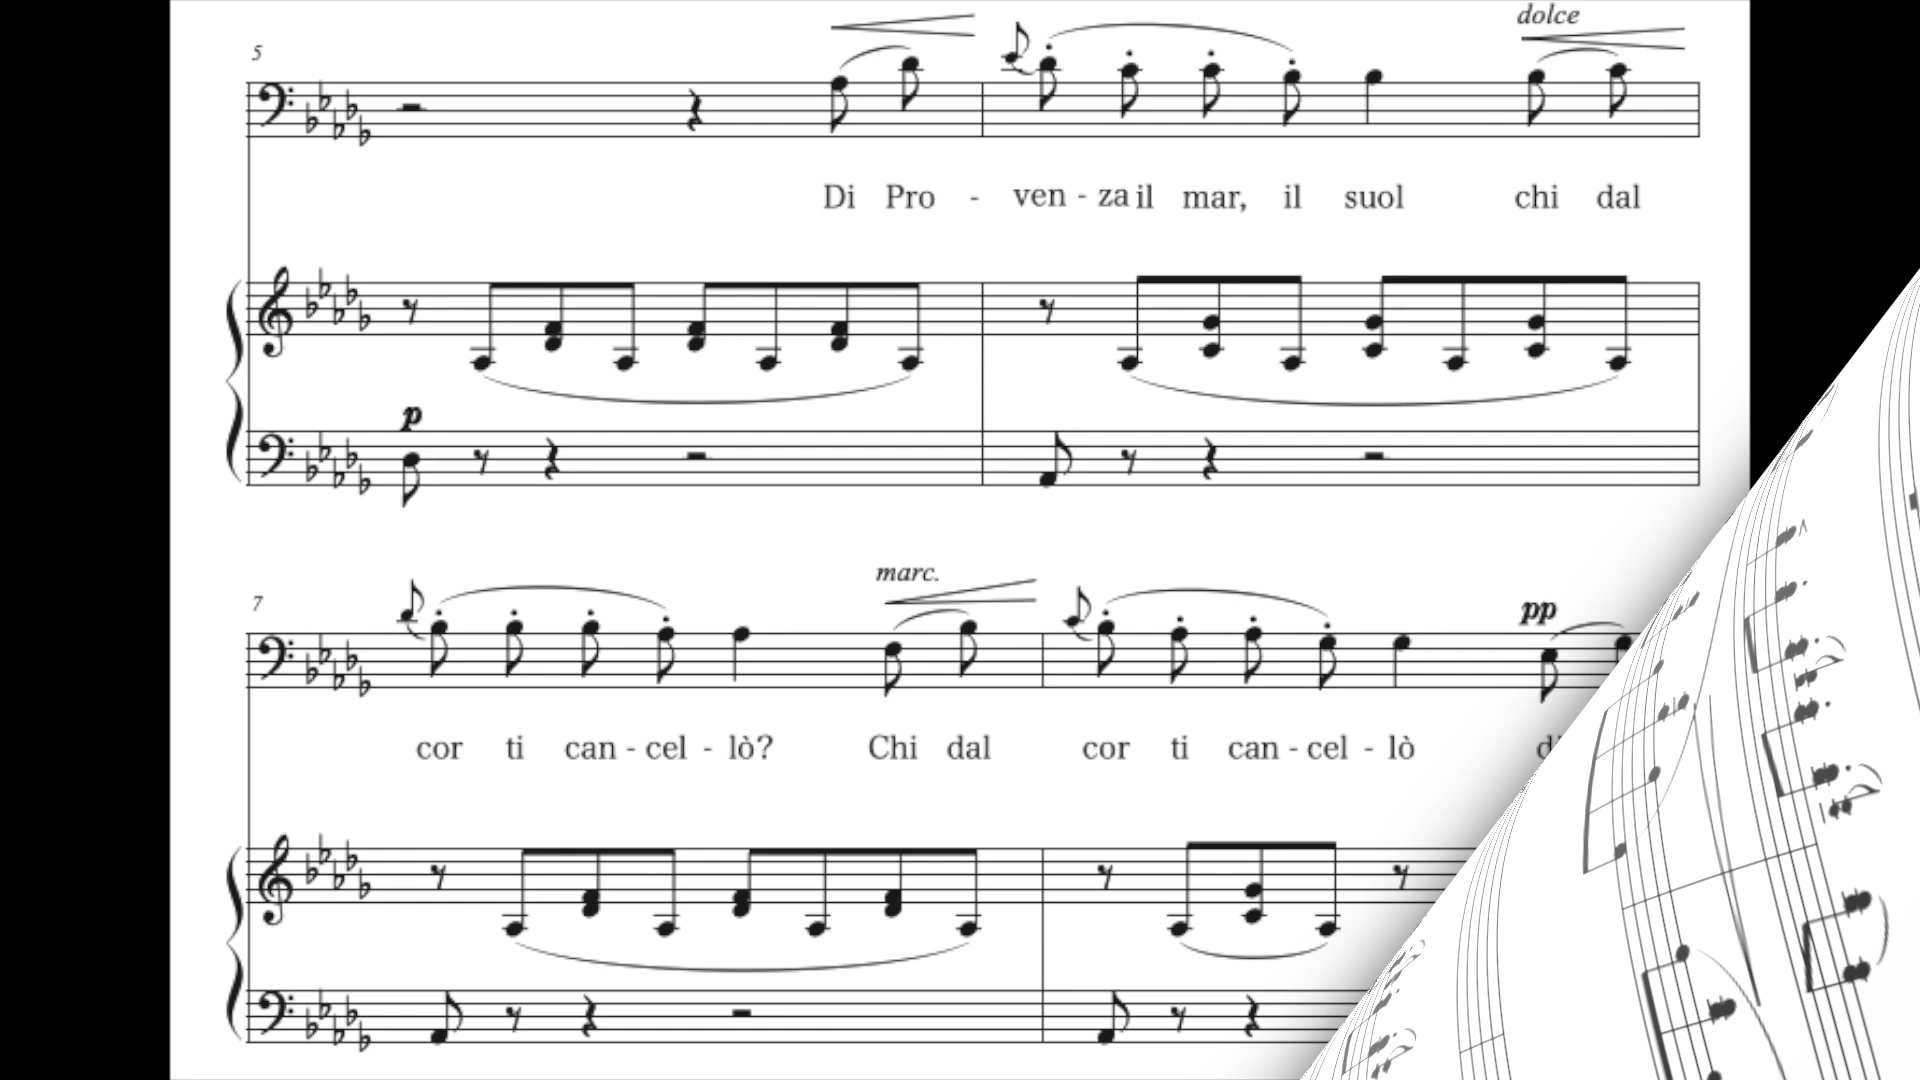 dolce
5
Di Pro - ven - za il mar, il suol chi dal
p
marc.
7
pp
cor ti can - cel - lò? Chi dal cor ti can - cel - lò